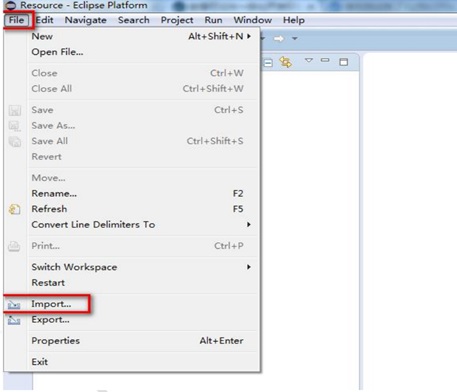 Resource - Eclipse Platform
File Edit Navigate Search Project Run Window Help
New Alt+Shift+N
Open File...
Close Ctrl+W
Close All Ctrl+Shift+W
Save Ctrl+S
Save As...
Save All Ctrl+Shift+S
Revert
Move...
Rename... F2
Refresh F5
Convert Line Delimiters To
Print... Ctrl+P
Switch Workspace
Restart
Import...
Export...
Properties Alt+Enter
Exit